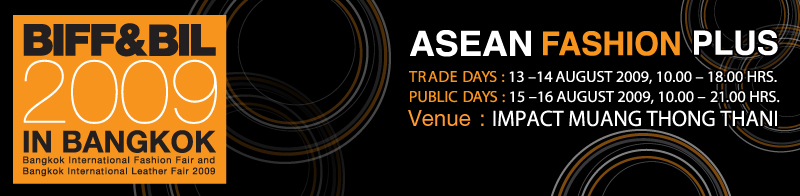 BIFF&BIL
2009
IN BANGKOK
Bangkok International Fashion Fair and
Bangkok International Leather Fair 2009
ASEAN FASHION PLUS
TRADE DAYS : 13 –14 AUGUST 2009, 10.00 – 18.00 HRS.
PUBLIC DAYS : 15 –16 AUGUST 2009, 10.00 – 21.00 HRS.
Venue : IMPACT MUANG THONG THANI